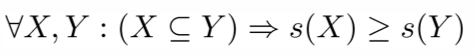 ∀X, Y : (X ⊆ Y) ⇒ s(X) ≥ s(Y)